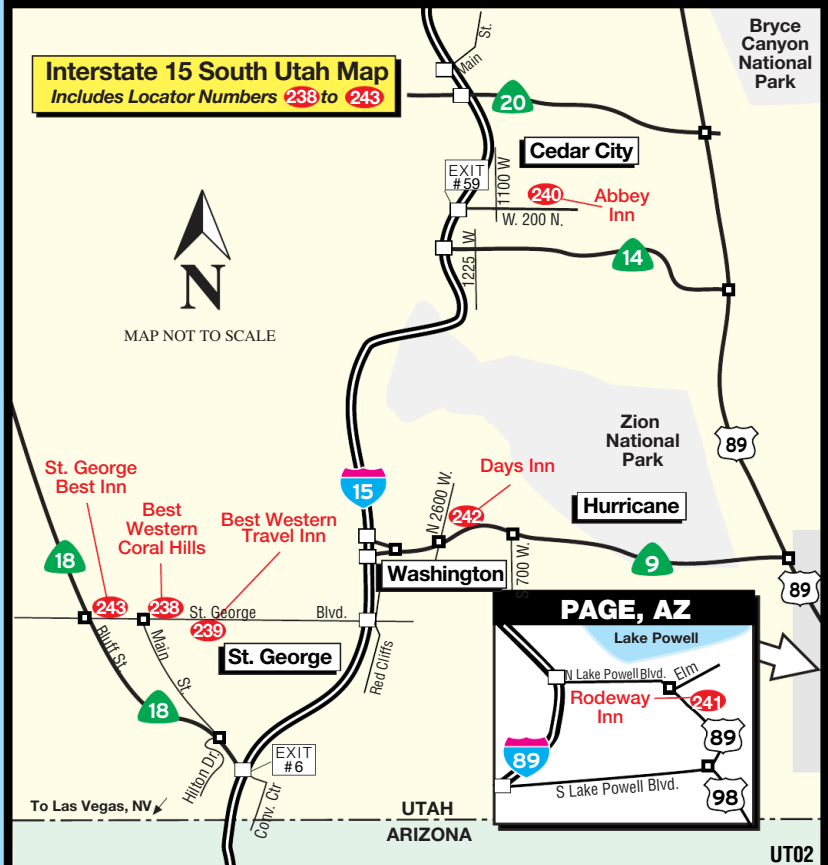 Interstate 15 South Utah Map
Includes Locator Numbers 238 to 243
Main St.
20
Bryce
Canyon
National
Park
Cedar City
EXIT
#59
1100 W
240
Abbey
Inn
W. 200 N.
1225 W
14
N
MAP NOT TO SCALE
Zion
National
Park
89
St. George
Best Inn
Best
Western
Coral Hills
Best Western
Travel Inn
15
N 2600 W.
Days Inn
242
Hurricane
18
S 700 W.
9
Washington
89
243
238
St. George Blvd.
239
Bluff St.
Main St.
St. George
Red Cliffs
18
Hilton Dr.
EXIT
#6
Conv. Ctr
To Las Vegas, NV
UTAH
ARIZONA
PAGE, AZ
Lake Powell
N Lake Powell Blvd.
Elm
Rodeway
Inn
241
89
89
S Lake Powell Blvd.
98
UT02